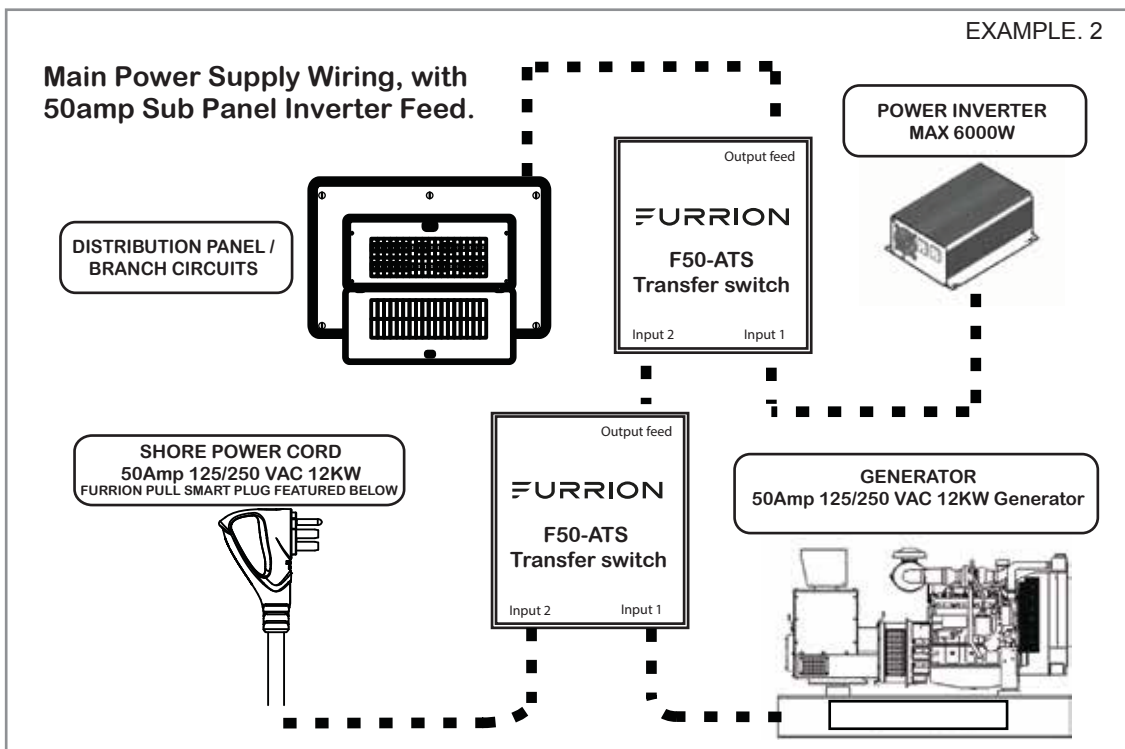 EXAMPLE. 2
Main Power Supply Wiring, with
50amp Sub Panel Inverter Feed.
POWER INVERTER
MAX 6000W
Output feed
FURRION
F50-ATS
Transfer switch
Input 2
Input 1
DISTRIBUTION PANEL /
BRANCH CIRCUITS
SHORE POWER CORD
50Amp 125/250 VAC 12KW
FURRION PULL SMART PLUG FEATURED BELOW
Output feed
FURRION
F50-ATS
Transfer switch
Input 2
Input 1
GENERATOR
50Amp 125/250 VAC 12KW Generator